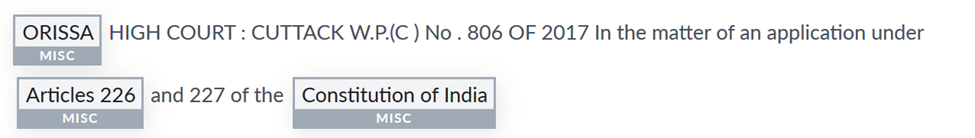 ORISSA HIGH COURT : CUTTACK W.P.(C ) No . 806 OF 2017 In the matter of an application under
MISC
Articles 226 and 227 of the Constitution of India
MISC MISC